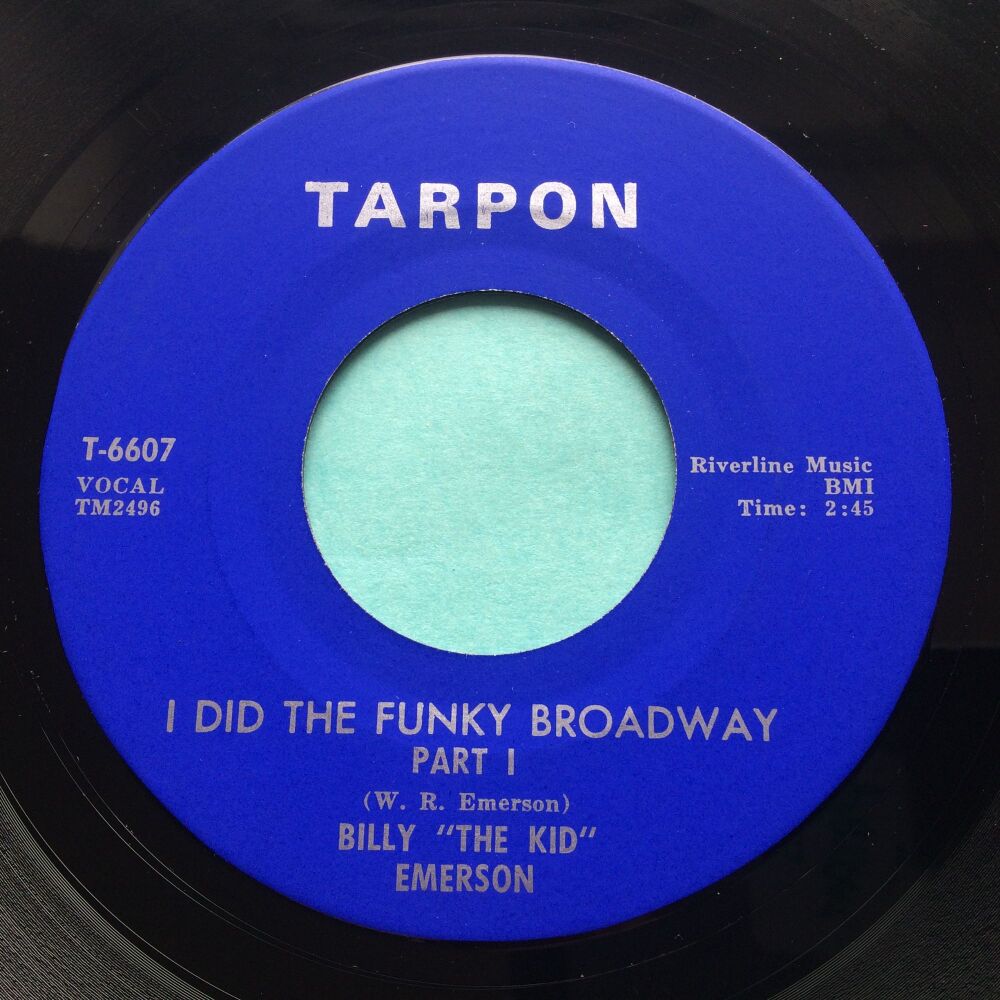 TARPON
T-6607
VOCAL
TM2496
Riverline Music
BMI
Time: 2:45
I DID THE FUNKY BROADWAY
PART I
(W. R. Emerson)
BILLY "THE KID"
EMERSON